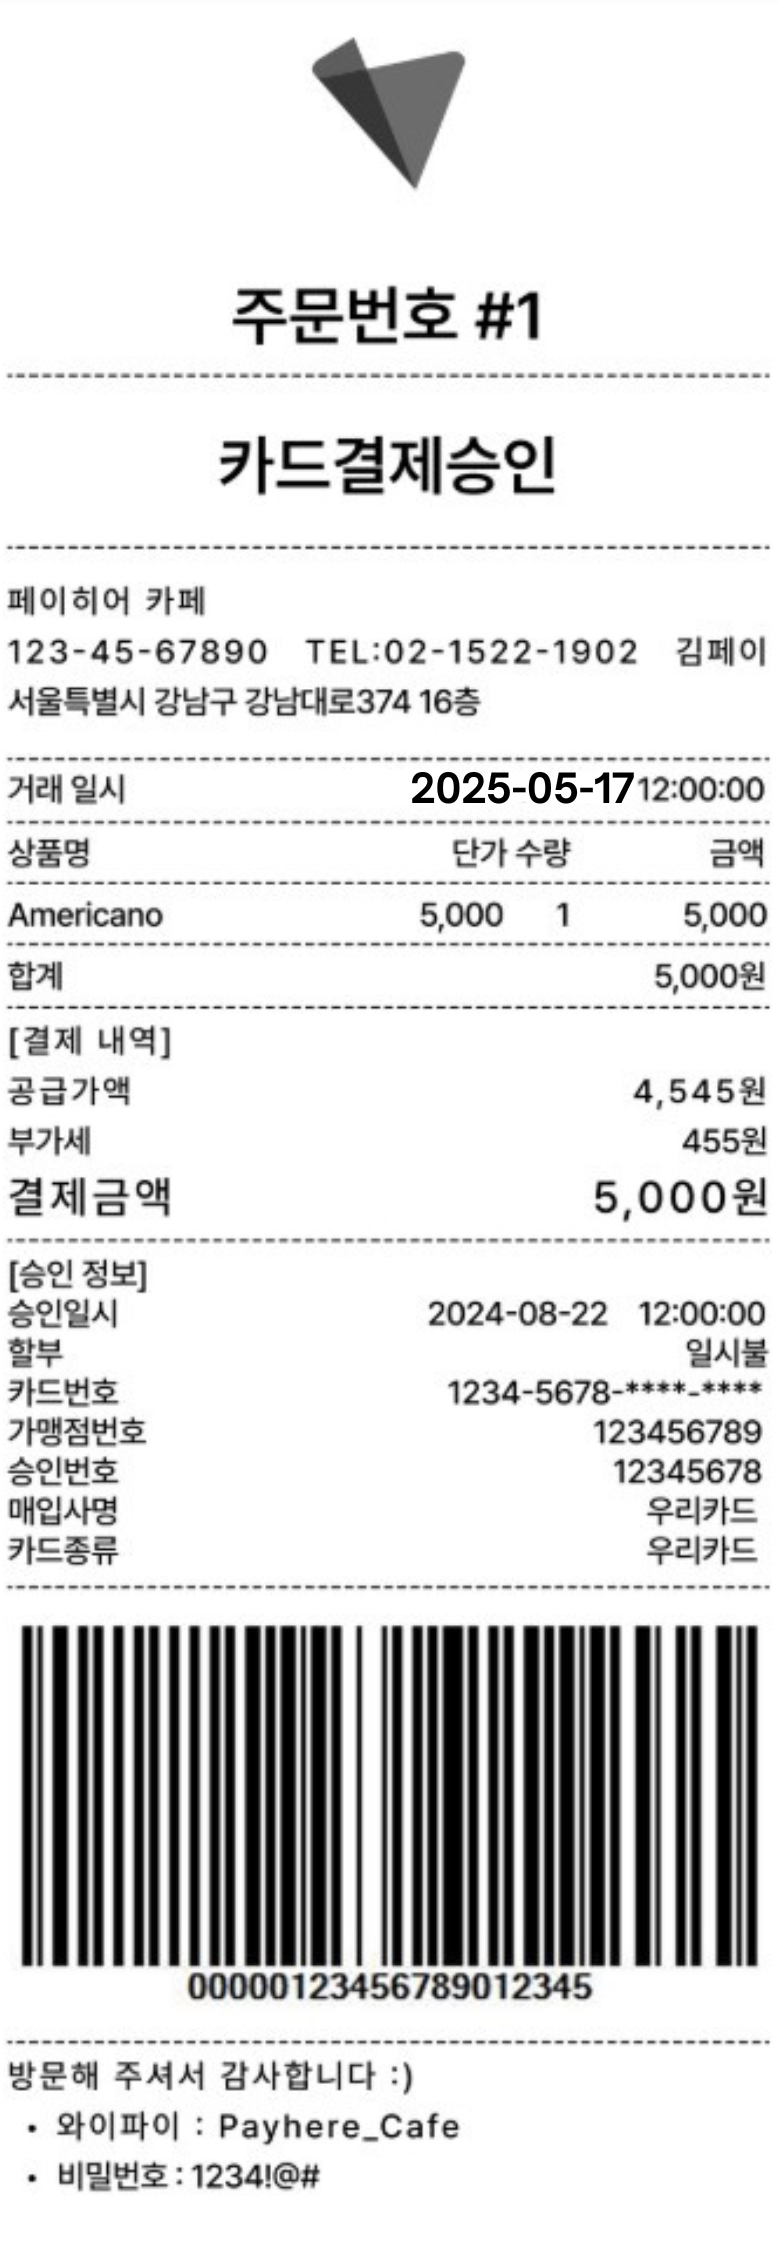 주문번호 #1
카드결제승인
페이히어 카페
123-45-67890 TEL:02-1522-1902 김페이
서울특별시 강남구 강남대로374 16층
거래 일시 2025-05-17 12:00:00
상품명 단가 수량 금액
Americano 5,000 1 5,000
합계 5,000원
[결제 내역]
공급가액 4,545원
부가세 455원
결제금액 5,000원
[승인 정보]
승인일시 2024-08-22 12:00:00
할부 일시불
카드번호 1234-5678-****-****
가맹점번호 123456789
승인번호 12345678
매입사명 우리카드
카드종류 우리카드
00000123456789012345
방문해 주셔서 감사합니다 :)
• 와이파이 : Payhere_Cafe
• 비밀번호 : 1234!@#